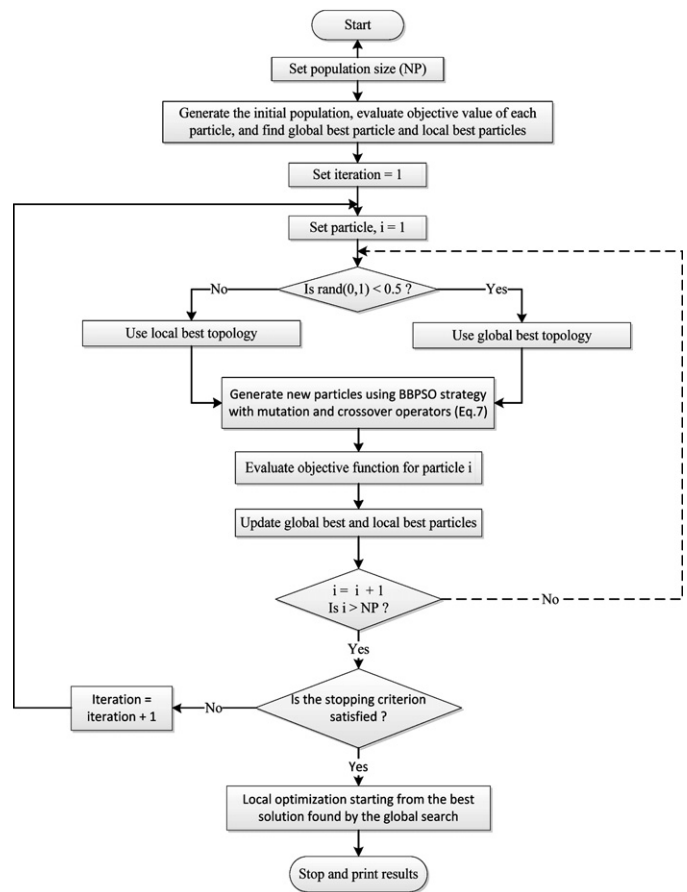 Start
Set population size (NP)
Generate the initial population, evaluate objective value of each
particle, and find global best particle and local best particles
Set iteration = 1
Set particle, i = 1
Is rand(0,1) < 0.5 ?
No
Yes
Use local best topology
Use global best topology
Generate new particles using BBPSO strategy
with mutation and crossover operators (Eq.7)
Evaluate objective function for particle i
Update global best and local best particles
i = i + 1
Is i > NP ?
No
Yes
Is the stopping criterion
satisfied ?
No
Iteration =
iteration + 1
Yes
Local optimization starting from the best
solution found by the global search
Stop and print results